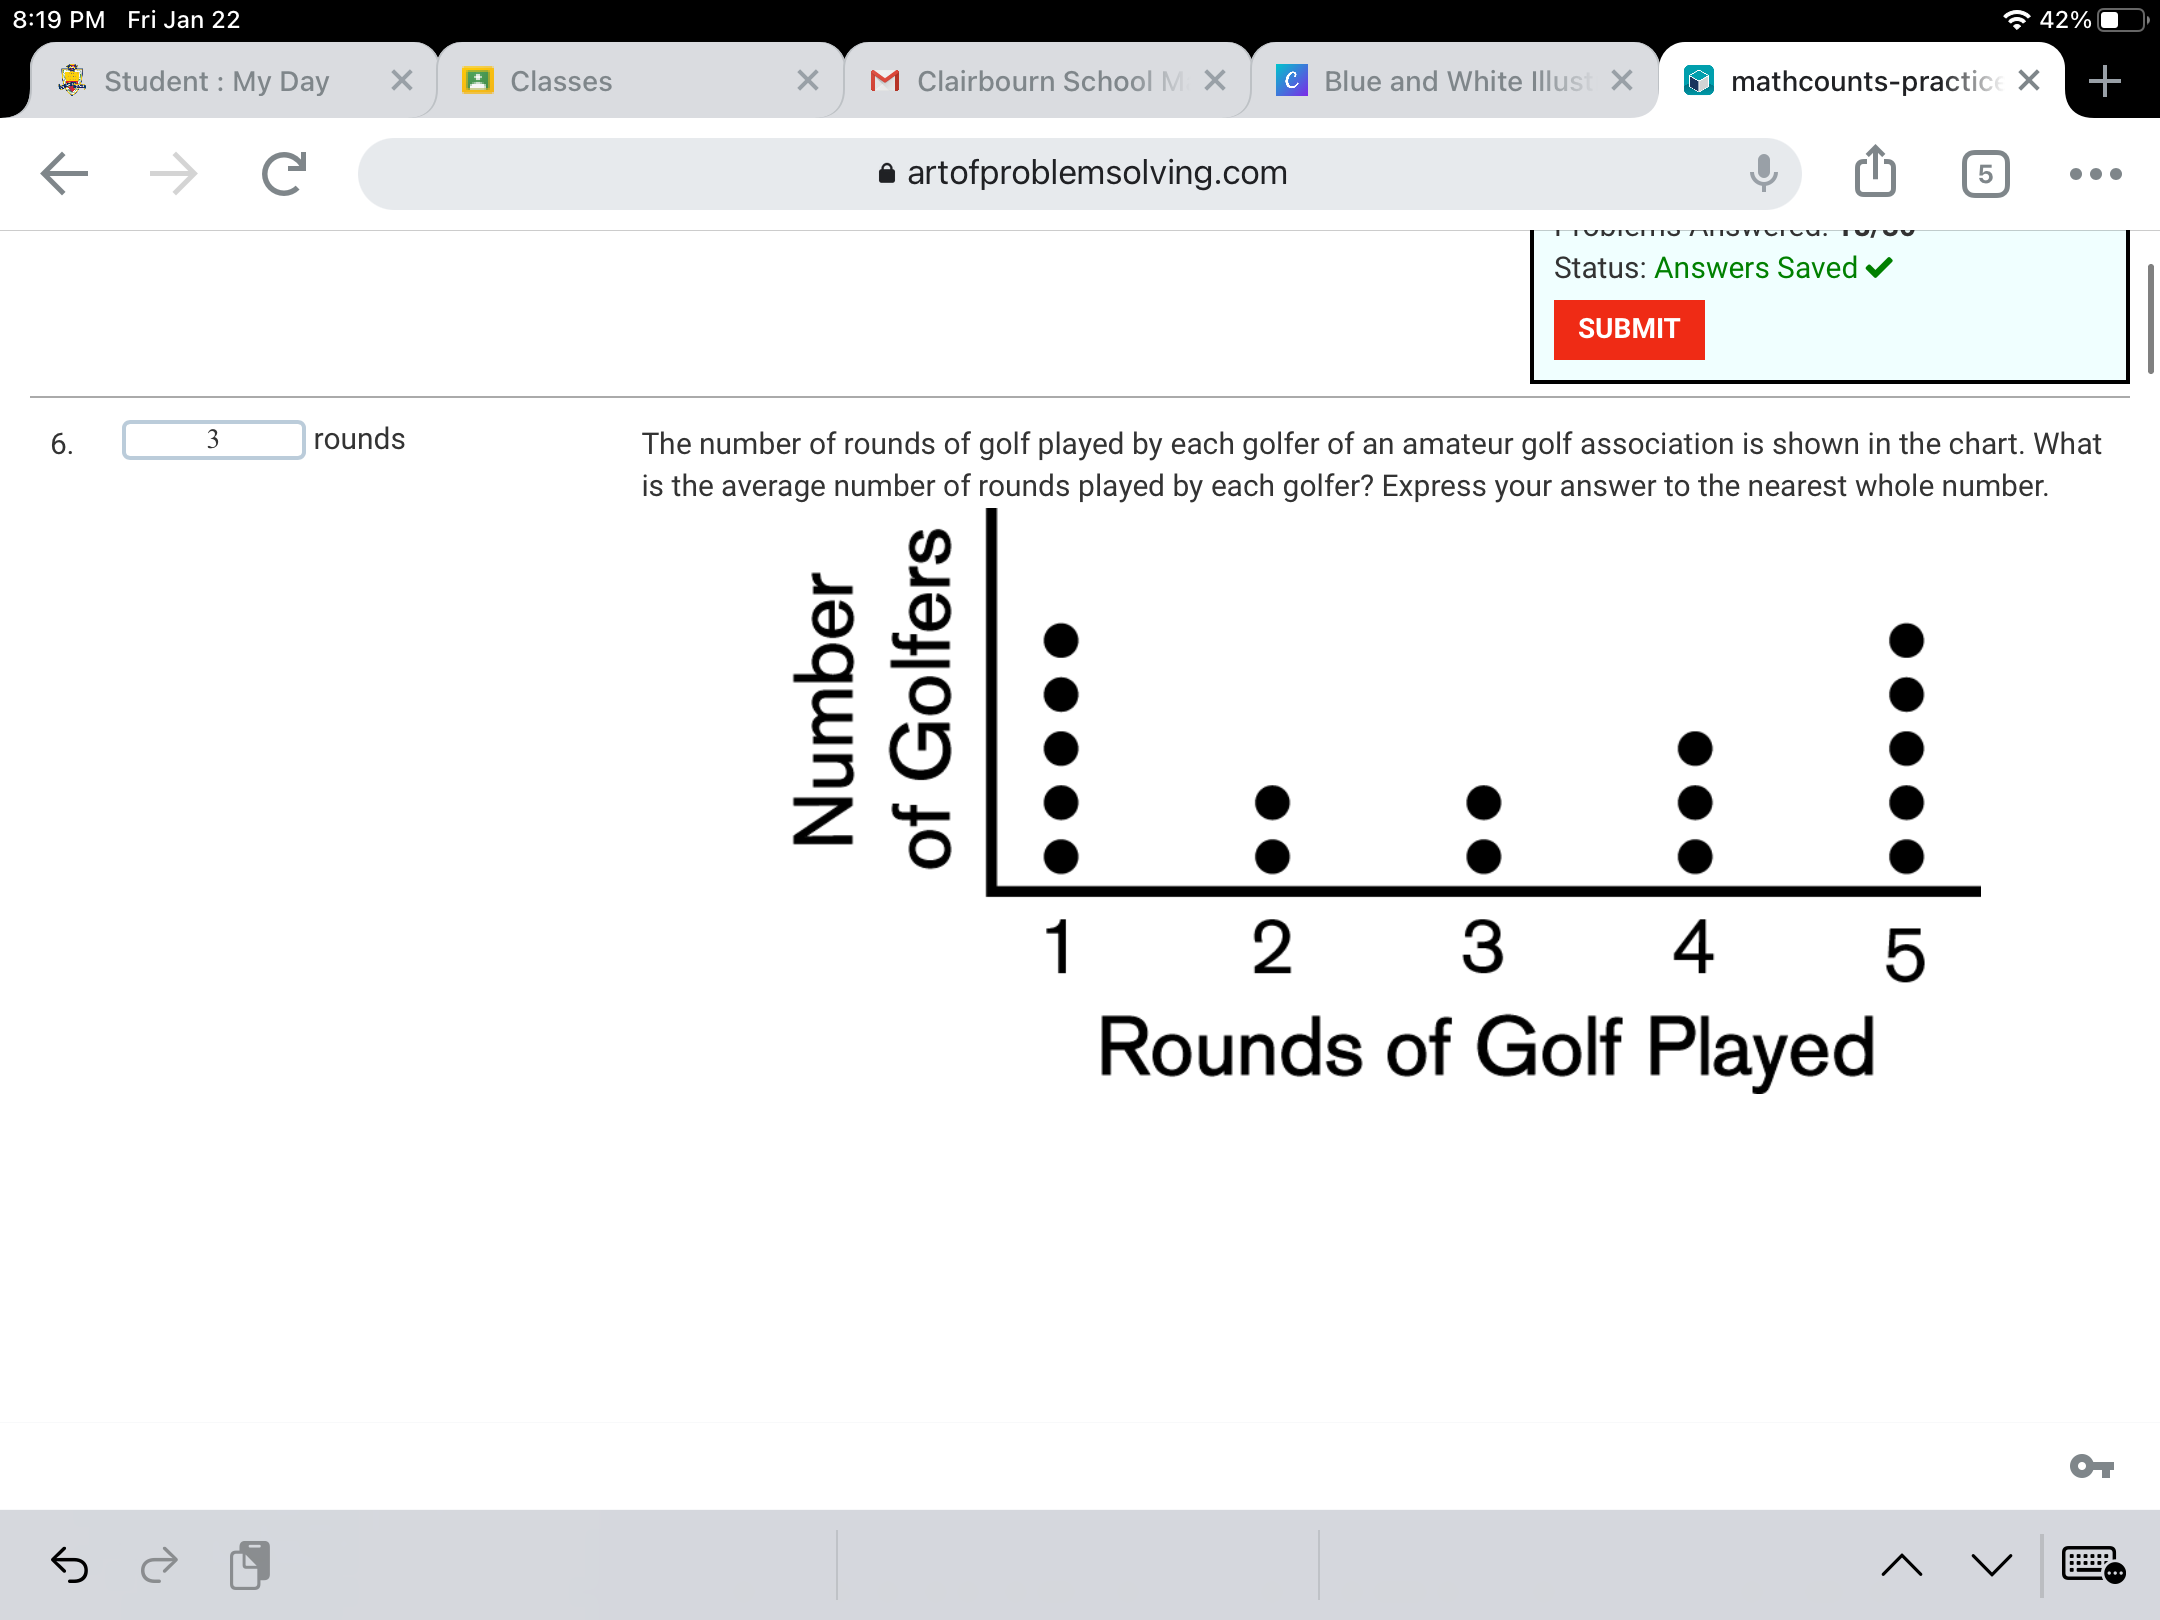 8:19 PM Fri Jan 22
42%
Student : My Day
Classes
Clairbourn School M
Blue and White Illust
mathcounts-practice
artofproblemsolving.com
5
Problems Answered:
Status: Answers Saved
SUBMIT
6.
3 rounds
The number of rounds of golf played by each golfer of an amateur golf association is shown in the chart. What
is the average number of rounds played by each golfer? Express your answer to the nearest whole number.
Number
of Golfers
1 2 3 4 5
Rounds of Golf Played